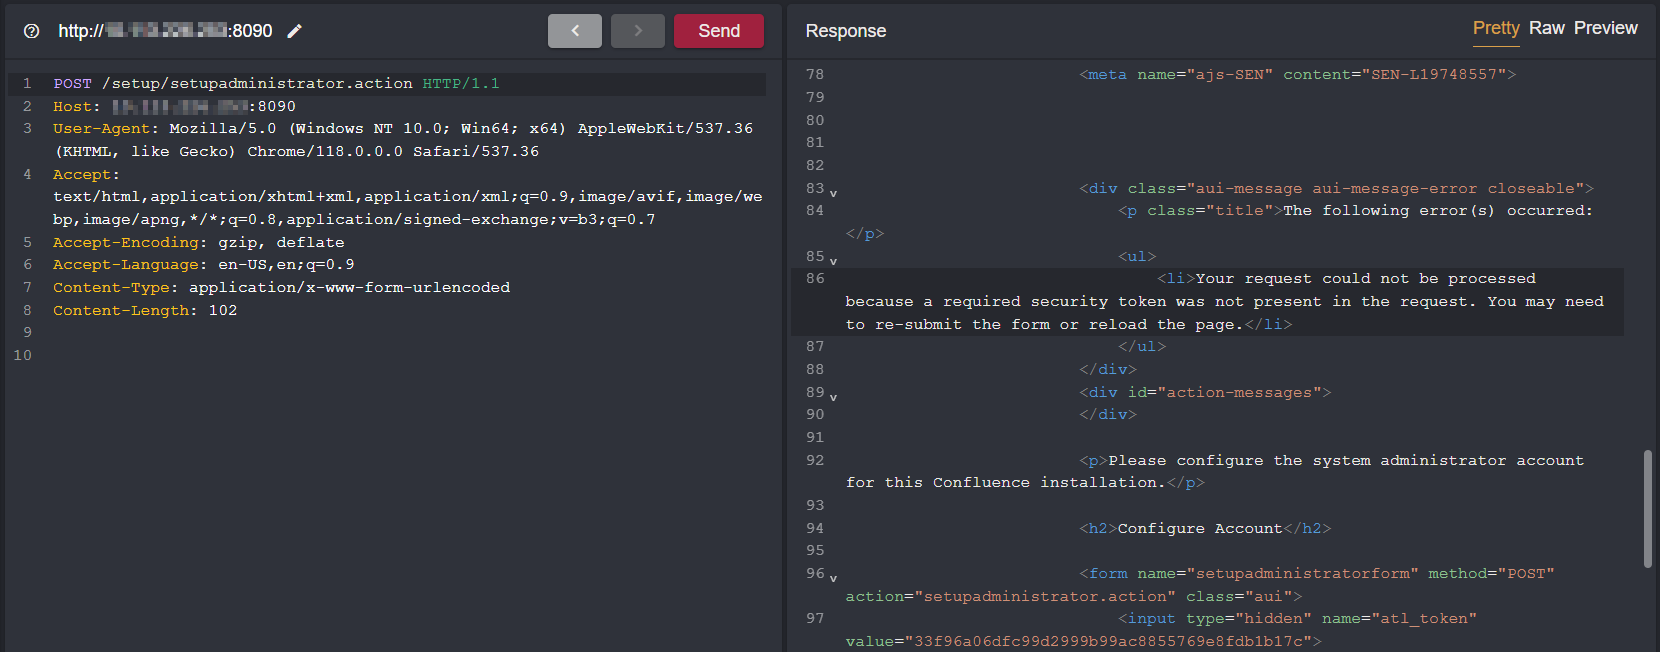 http:// :8090
Send
1 POST /setup/setupadministrator.action HTTP/1.1
2 Host: :8090
3 User-Agent: Mozilla/5.0 (Windows NT 10.0; Win64; x64) AppleWebKit/537.36
(KHTML, like Gecko) Chrome/118.0.0.0 Safari/537.36
4 Accept:
text/html,application/xhtml+xml,application/xml;q=0.9,image/avif,image/we
bp,image/apng,*/*;q=0.8,application/signed-exchange;v=b3;q=0.7
5 Accept-Encoding: gzip, deflate
6 Accept-Language: en-US,en;q=0.9
7 Content-Type: application/x-www-form-urlencoded
8 Content-Length: 102
9
10
Response
Pretty Raw Preview
78 <meta name="ajs-SEN" content="SEN-L19748557">
79
80
81
82
83 <div class="aui-message aui-message-error closeable">
84 <p class="title">The following error(s) occurred:
</p>
85 <ul>
86 <li>Your request could not be processed
because a required security token was not present in the request. You may need
to re-submit the form or reload the page.</li>
87 </ul>
88 </div>
89 <div id="action-messages">
90 </div>
91
92 <p>Please configure the system administrator account
for this Confluence installation.</p>
93
94 <h2>Configure Account</h2>
95
96 <form name="setupadministratorform" method="POST"
action="setupadministrator.action" class="aui">
97 <input type="hidden" name="atl_token"
value="33f96a06dfc99d2999b99ac8855769e8fdb1b17c">